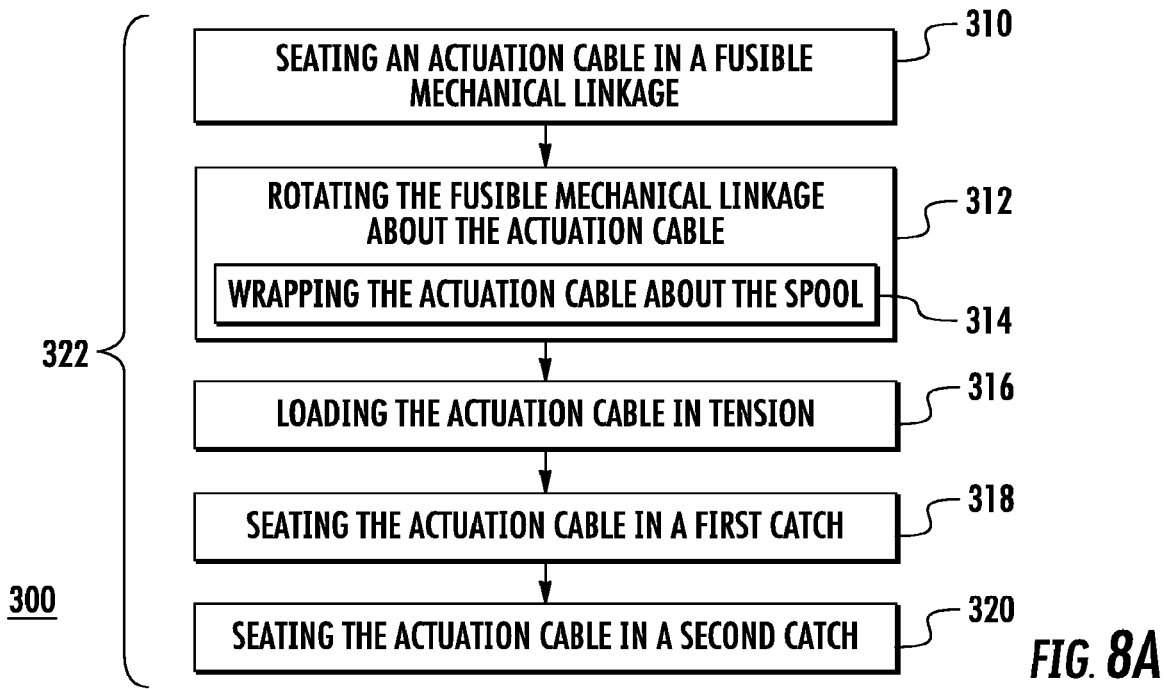 310
SEATING AN ACTUATION CABLE IN A FUSIBLE
MECHANICAL LINKAGE
ROTATING THE FUSIBLE MECHANICAL LINKAGE
ABOUT THE ACTUATION CABLE
312
WRAPPING THE ACTUATION CABLE ABOUT THE SPOOL
314
322
LOADING THE ACTUATION CABLE IN TENSION
316
SEATING THE ACTUATION CABLE IN A FIRST CATCH
318
300
SEATING THE ACTUATION CABLE IN A SECOND CATCH
320
FIG. 8A